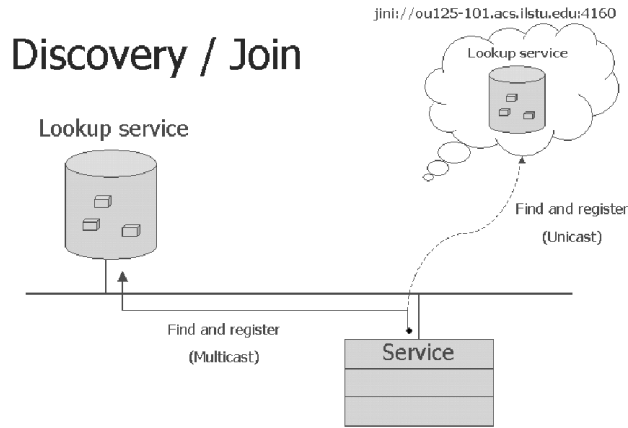 jini://ou125-101.acs.ilstu.edu:4160
Discovery / Join
Lookup service
Lookup service
Find and register
(Unicast)
Find and register
(Multicast)
Service